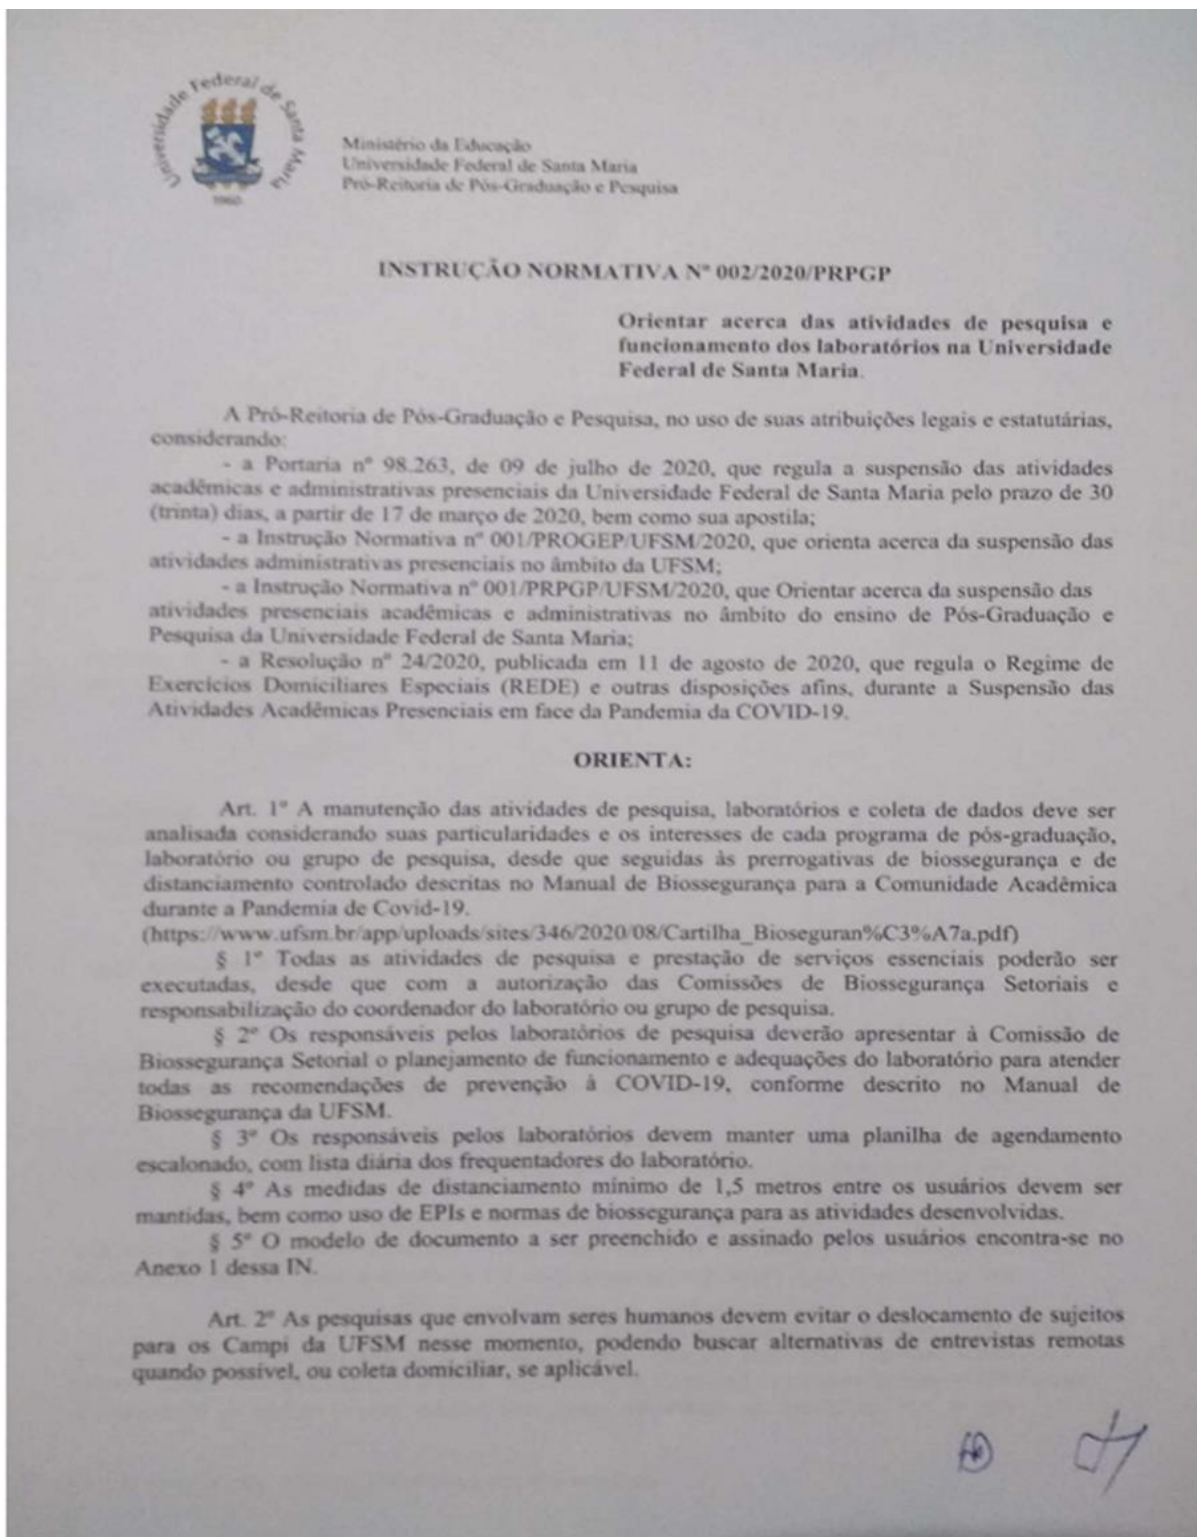 Universidade Federal de Santa Maria
1960
Ministério da Educação
Universidade Federal de Santa Maria
Pró-Reitoria de Pós-Graduação e Pesquisa
INSTRUÇÃO NORMATIVA Nº 002/2020/PRPGP
Orientar acerca das atividades de pesquisa e
funcionamento dos laboratórios na Universidade
Federal de Santa Maria.
A Pró-Reitoria de Pós-Graduação e Pesquisa, no uso de suas atribuições legais e estatutárias,
considerando:
- a Portaria nº 98.263, de 09 de julho de 2020, que regula a suspensão das atividades
acadêmicas e administrativas presenciais da Universidade Federal de Santa Maria pelo prazo de 30
(trinta) dias, a partir de 17 de março de 2020, bem como sua apostila;
- a Instrução Normativa nº 001/PROGEP/UFSM/2020, que orienta acerca da suspensão das
atividades administrativas presenciais no âmbito da UFSM;
- a Instrução Normativa nº 001/PRPGP/UFSM/2020, que Orientar acerca da suspensão das
atividades presenciais acadêmicas e administrativas no âmbito do ensino de Pós-Graduação e
Pesquisa da Universidade Federal de Santa Maria;
- a Resolução nº 24/2020, publicada em 11 de agosto de 2020, que regula o Regime de
Exercícios Domiciliares Especiais (REDE) e outras disposições afins, durante a Suspensão das
Atividades Acadêmicas Presenciais em face da Pandemia da COVID-19.
ORIENTA:
Art. 1º A manutenção das atividades de pesquisa, laboratórios e coleta de dados deve ser
analisada considerando suas particularidades e os interesses de cada programa de pós-graduação,
laboratório ou grupo de pesquisa, desde que seguidas às prerrogativas de biossegurança e de
distanciamento controlado descritas no Manual de Biossegurança para a Comunidade Acadêmica
durante a Pandemia de Covid-19.
(https://www.ufsm.br/app/uploads/sites/346/2020/08/Cartilha_Bioseguran%C3%A7a.pdf)
§ 1º Todas as atividades de pesquisa e prestação de serviços essenciais poderão ser
executadas, desde que com a autorização das Comissões de Biossegurança Setoriais e
responsabilização do coordenador do laboratório ou grupo de pesquisa.
§ 2º Os responsáveis pelos laboratórios de pesquisa deverão apresentar à Comissão de
Biossegurança Setorial o planejamento de funcionamento e adequações do laboratório para atender
todas as recomendações de prevenção à COVID-19, conforme descrito no Manual de
Biossegurança da UFSM.
§ 3º Os responsáveis pelos laboratórios devem manter uma planilha de agendamento
escalonado, com lista diária dos frequentadores do laboratório.
§ 4º As medidas de distanciamento mínimo de 1,5 metros entre os usuários devem ser
mantidas, bem como uso de EPIs e normas de biossegurança para as atividades desenvolvidas.
§ 5º O modelo de documento a ser preenchido e assinado pelos usuários encontra-se no
Anexo 1 dessa IN.
Art. 2º As pesquisas que envolvam seres humanos devem evitar o deslocamento de sujeitos
para os Campi da UFSM nesse momento, podendo buscar alternativas de entrevistas remotas
quando possível, ou coleta domiciliar, se aplicável.